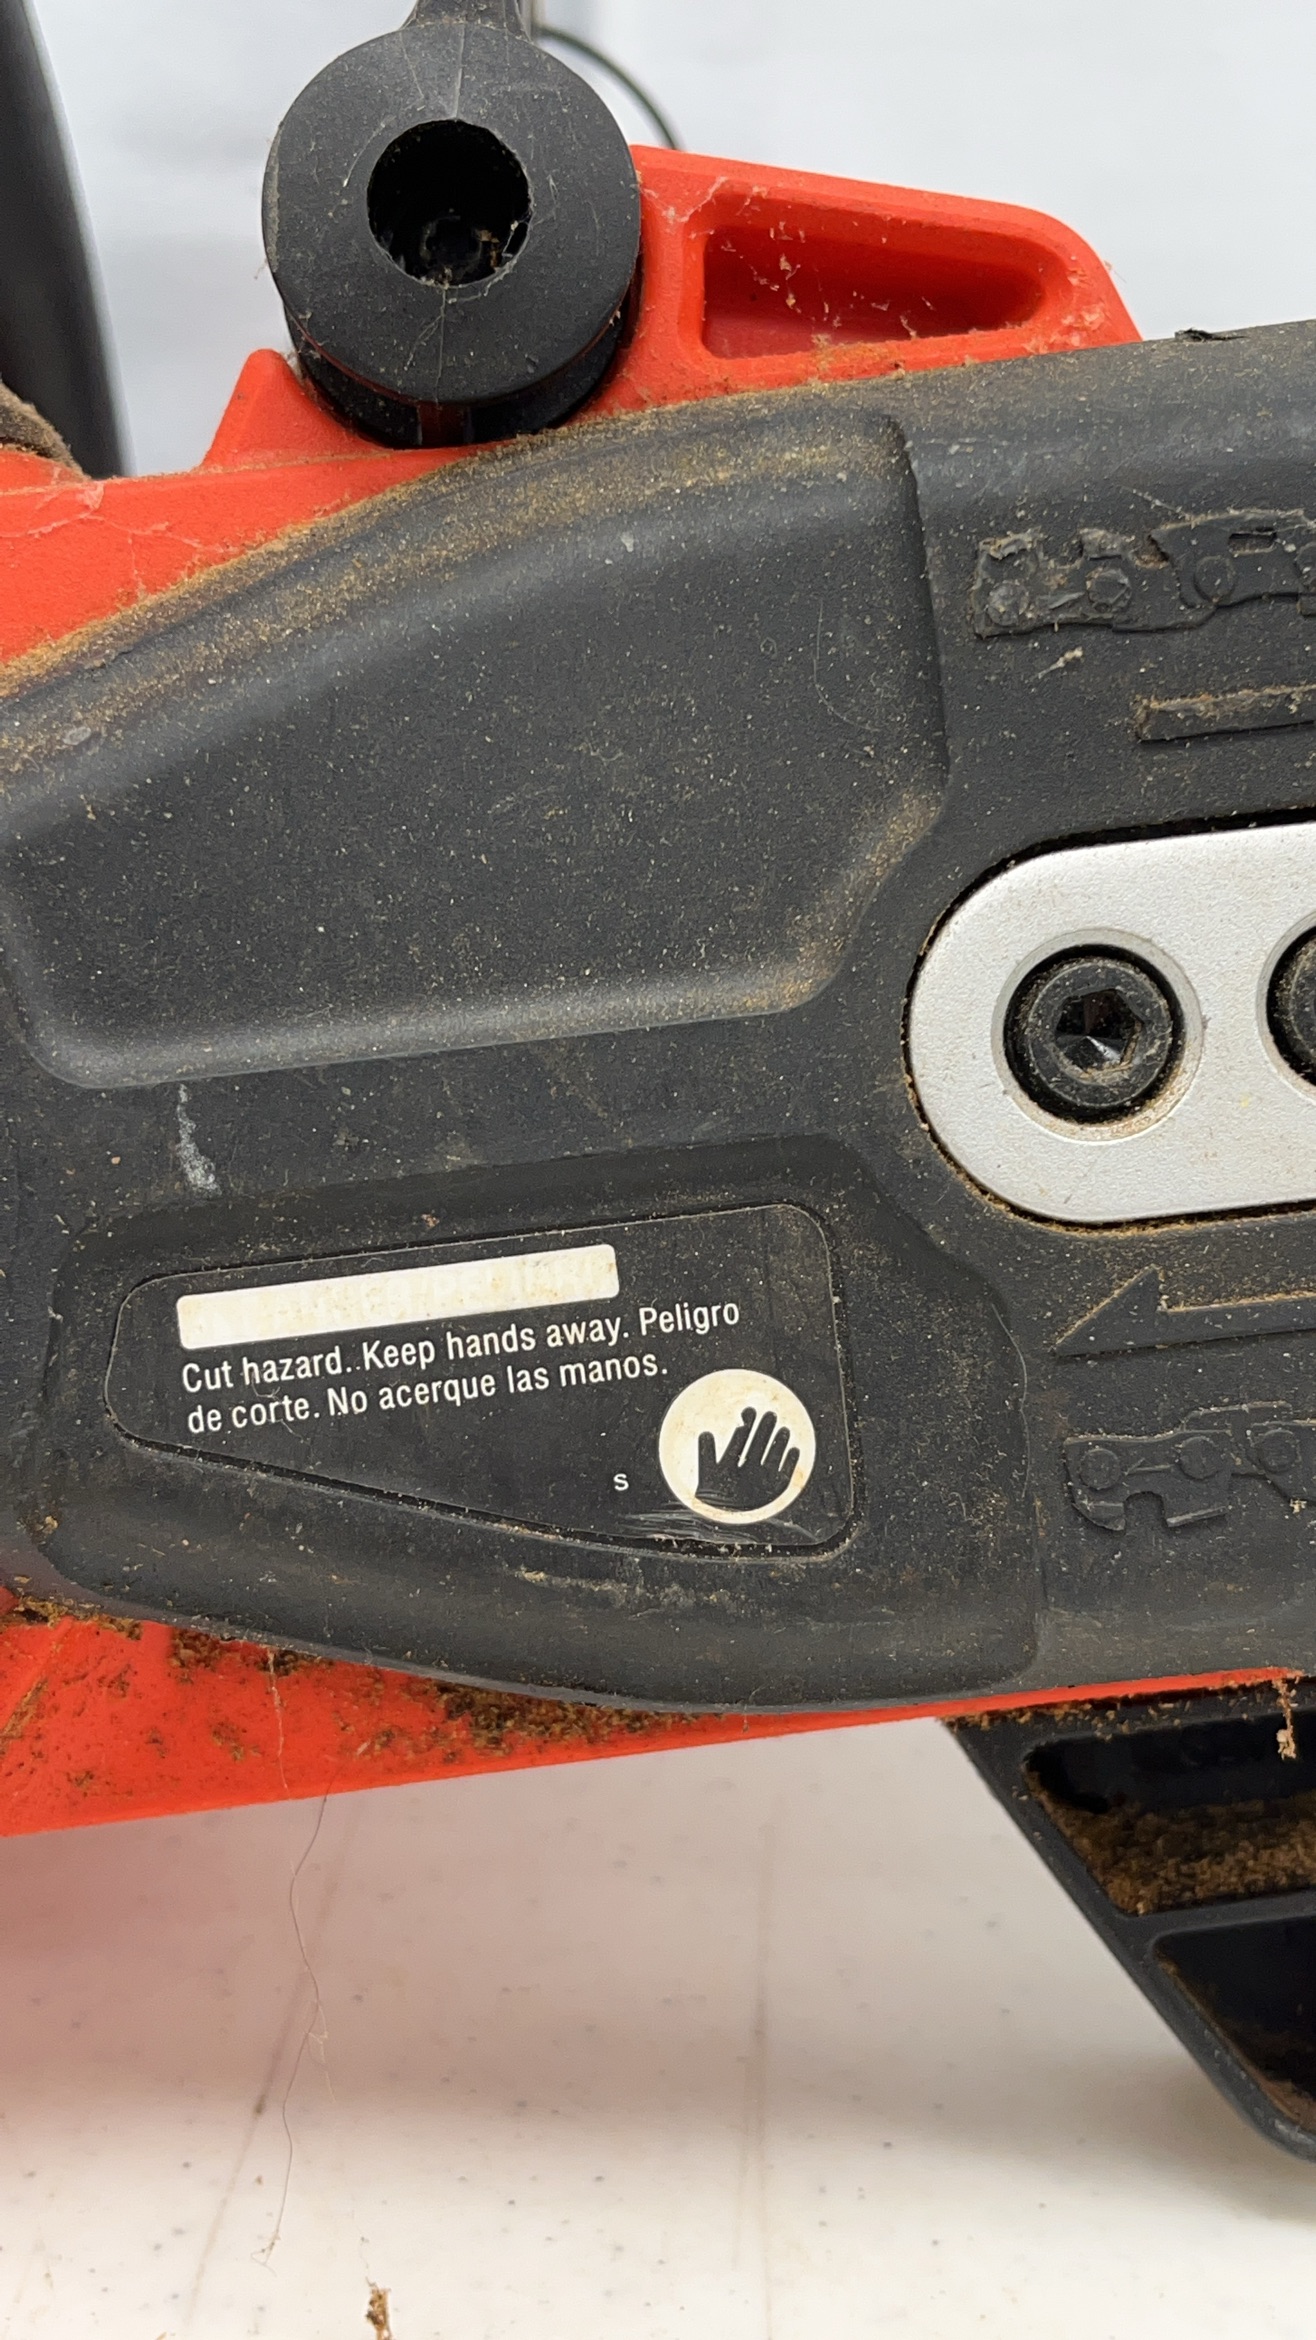 Cut hazard. Keep hands away. Peligro
de corte. No acerque las manos.
S